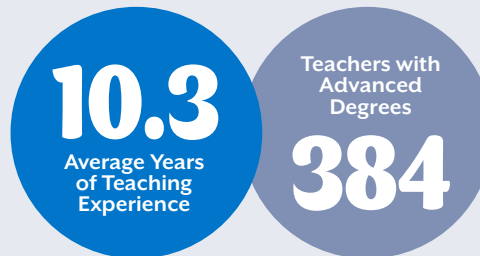 10.3
Average Years
of Teaching
Experience
Teachers with
Advanced
Degrees
384